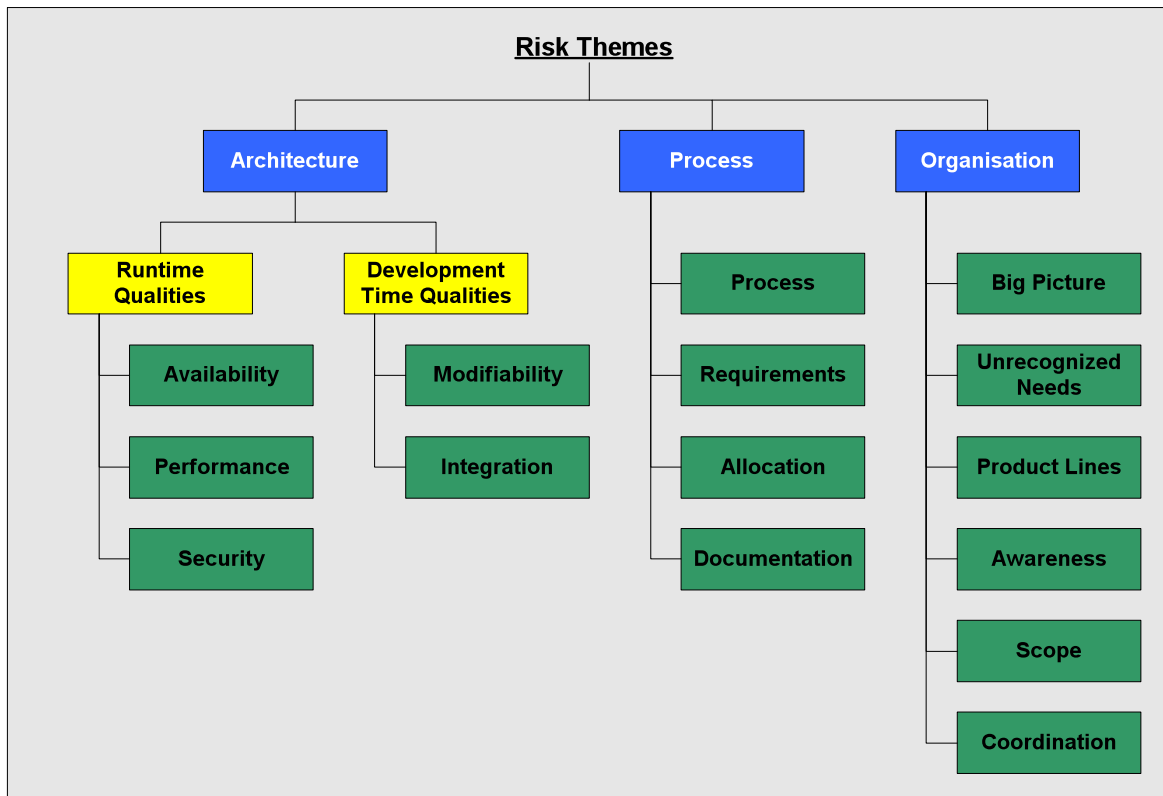 Risk Themes
Architecture
Process
Organisation
Runtime
Qualities
Development
Time Qualities
Process
Big Picture
Availability
Modifiability
Requirements
Unrecognized
Needs
Performance
Integration
Allocation
Product Lines
Security
Documentation
Awareness
Scope
Coordination